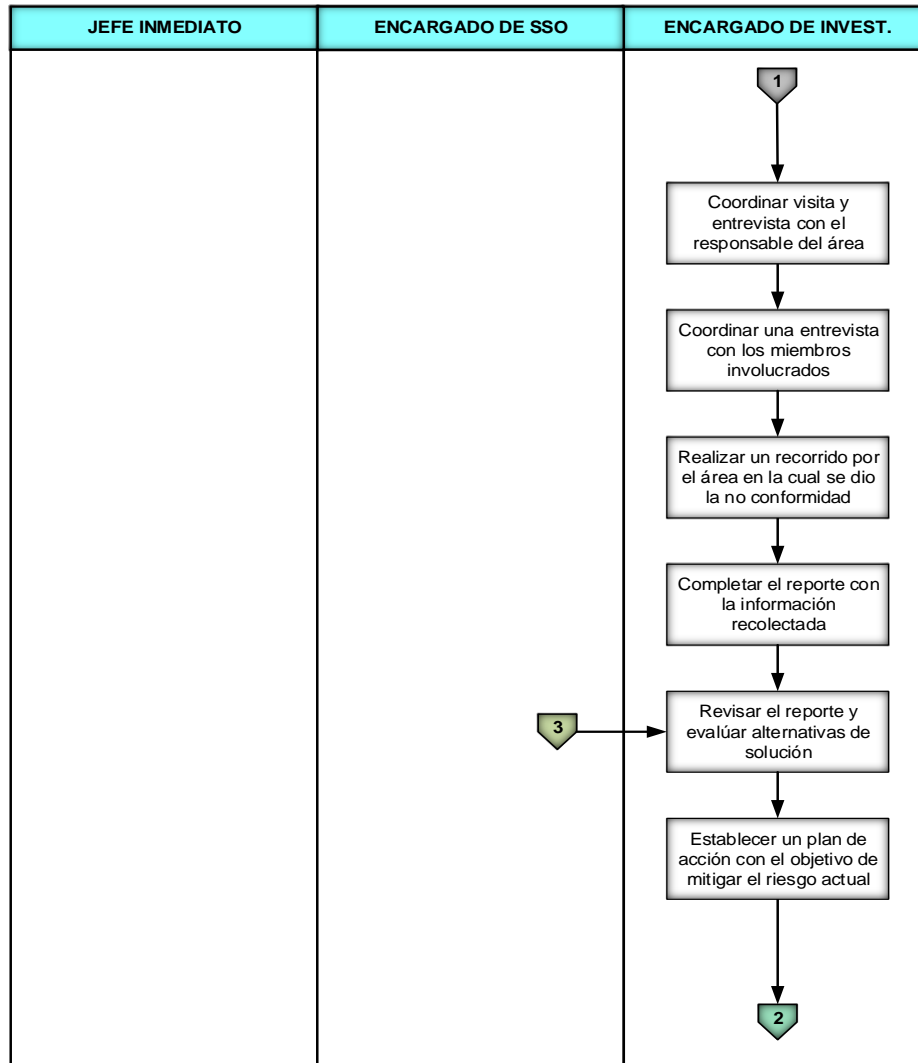 JEFE INMEDIATO
ENCARGADO DE SSO
ENCARGADO DE INVEST.
1
Coordinar visita y
entrevista con el
responsable del área
Coordinar una entrevista
con los miembros
involucrados
Realizar un recorrido por
el área en la cual se dio
la no conformidad
Completar el reporte con
la información
recolectada
3
Revisar el reporte y
evalúar alternativas de
solución
Establecer un plan de
acción con el objetivo de
mitigar el riesgo actual
2